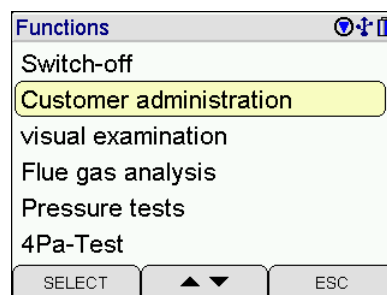 Functions
Switch-off
Customer administration
visual examination
Flue gas analysis
Pressure tests
4Pa-Test
SELECT ESC